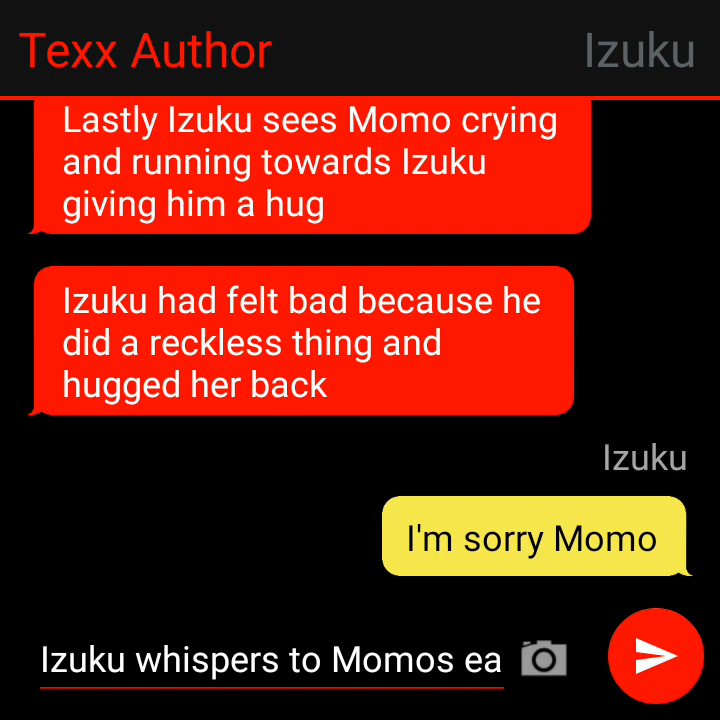 Texx Author
Izuku
Lastly Izuku sees Momo crying
and running towards Izuku
giving him a hug
Izuku had felt bad because he
did a reckless thing and
hugged her back
Izuku
I'm sorry Momo
Izuku whispers to Momos ea